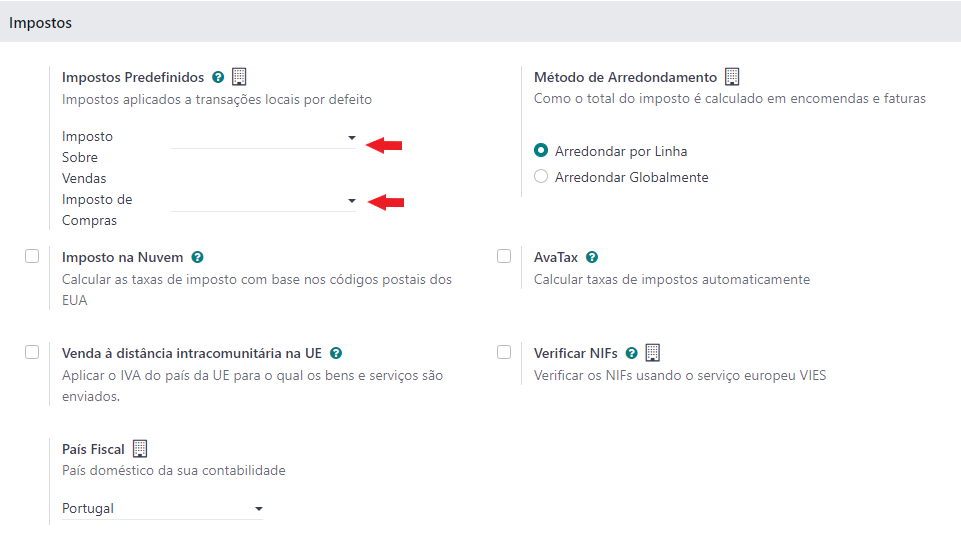 Impostos
Impostos Predefinidos ?
Impostos aplicados a transações locais por defeito
Imposto
Sobre
Vendas
Imposto de
Compras
Método de Arredondamento
Como o total do imposto é calculado em encomendas e faturas
Arredondar por Linha
Arredondar Globalmente
Imposto na Nuvem ?
Calcular as taxas de imposto com base nos códigos postais dos
EUA
AvaTax ?
Calcular taxas de impostos automaticamente
Venda à distância intracomunitária na UE ?
Aplicar o IVA do país da UE para o qual os bens e serviços são
enviados.
Verificar NIFs ?
Verificar os NIFs usando o serviço europeu VIES
País Fiscal
País doméstico da sua contabilidade
Portugal